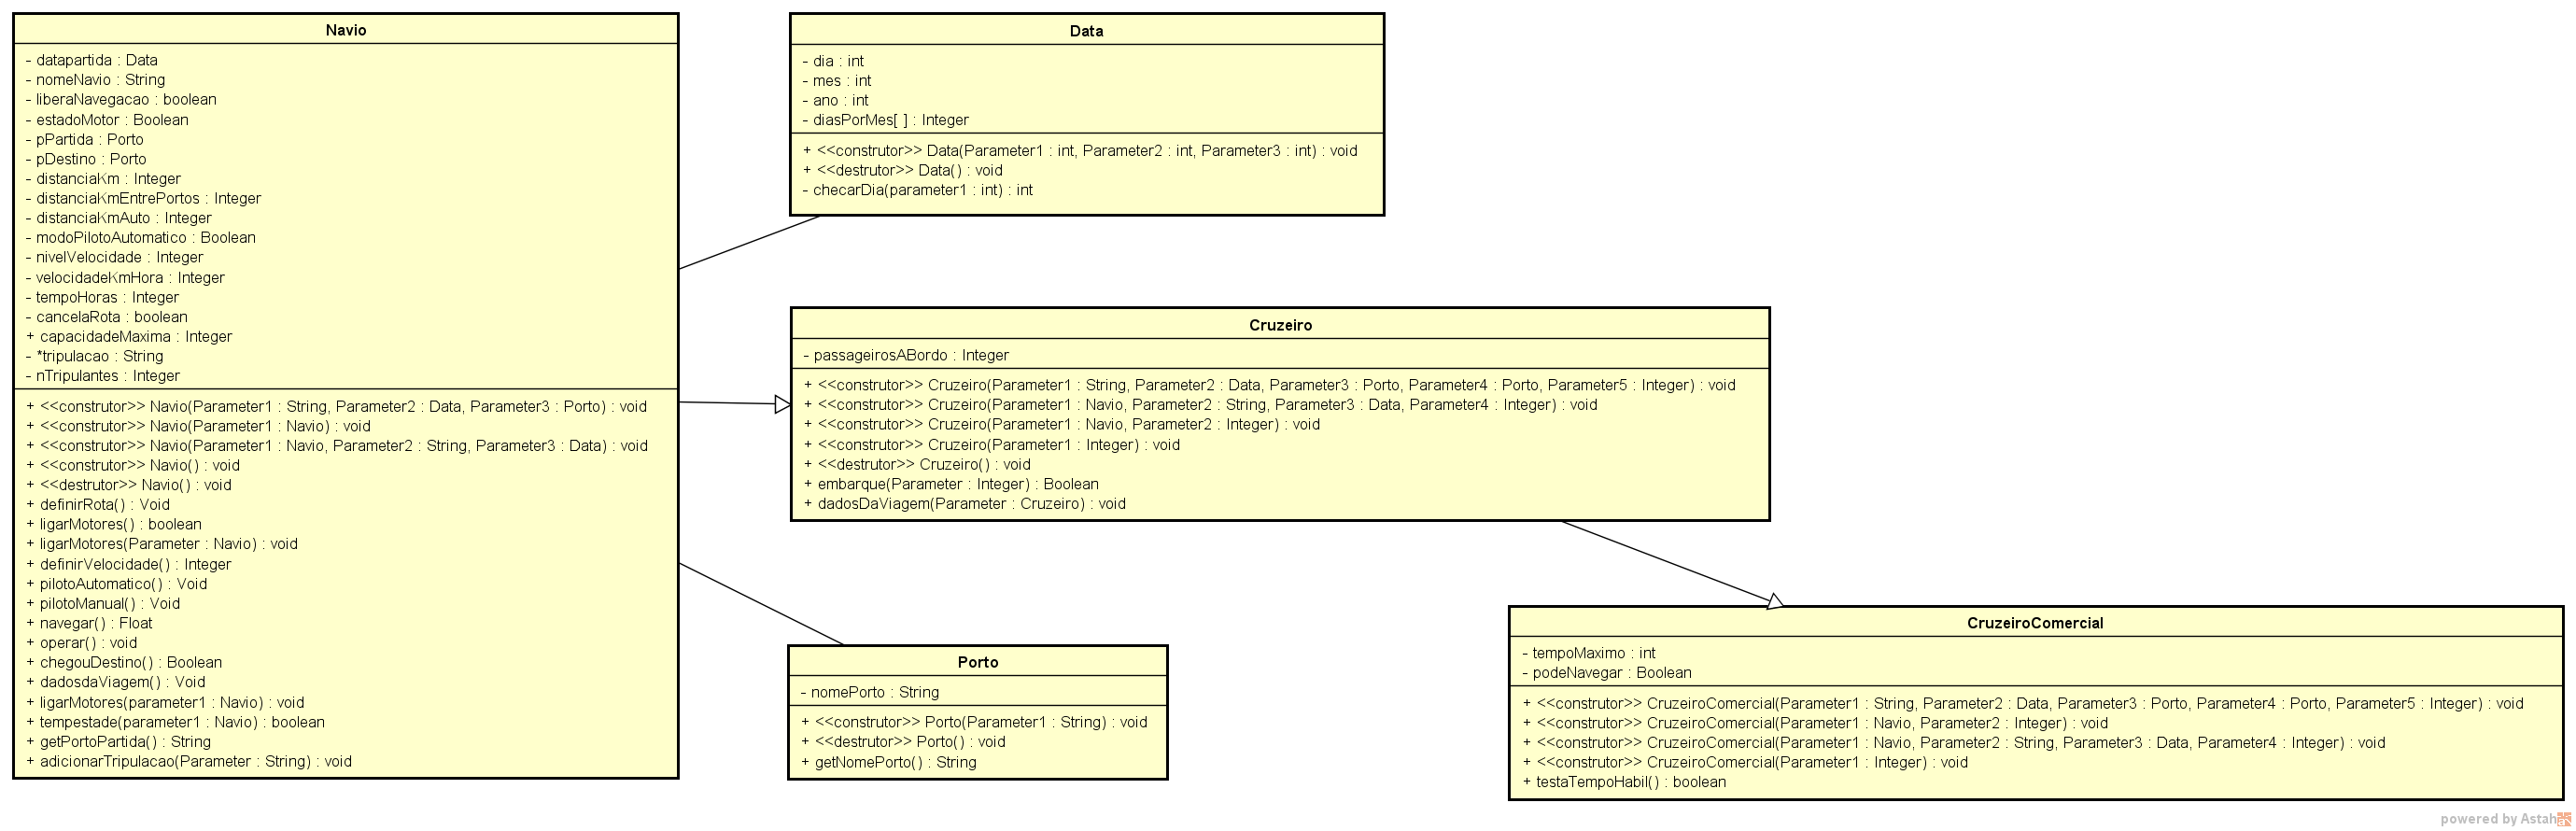 Navio
- datapartida : Data
- nomeNavio : String
- liberaNavegacao : boolean
- estadoMotor : Boolean
- pPartida : Porto
- pDestino : Porto
- distanciaKm : Integer
- distanciaKmEntrePortos : Integer
- distanciaKmAuto : Integer
- modoPilotoAutomatico : Boolean
- nivelVelocidade : Integer
- velocidadeKmHora : Integer
- tempoHoras : Integer
- cancelaRota : boolean
+ capacidadeMaxima : Integer
- *tripulacao : String
- nTripulantes : Integer
+ <<construtor>> Navio(Parameter1 : String, Parameter2 : Data, Parameter3 : Porto) : void
+ <<construtor>> Navio(Parameter1 : Navio) : void
+ <<construtor>> Navio(Parameter1 : Navio, Parameter2 : String, Parameter3 : Data) : void
+ <<construtor>> Navio() : void
+ <<destrutor>> Navio() : void
+ definirRota() : Void
+ ligarMotores() : boolean
+ ligarMotores(Parameter : Navio) : void
+ definirVelocidade() : Integer
+ pilotoAutomatico() : Void
+ pilotoManual() : Void
+ navegar() : Float
+ operar() : void
+ chegouDestino() : Boolean
+ dadosdaViagem() : Void
+ ligarMotores(parameter1 : Navio) : void
+ tempestade(parameter1 : Navio) : boolean
+ getPortoPartida() : String
+ adicionarTripulacao(Parameter : String) : void
Data
- dia : int
- mes : int
- ano : int
- diasPorMes[ ] : Integer
+ <<construtor>> Data(Parameter1 : int, Parameter2 : int, Parameter3 : int) : void
+ <<destrutor>> Data() : void
- checarDia(parameter1 : int) : int
Cruzeiro
- passageirosABordo : Integer
+ <<construtor>> Cruzeiro(Parameter1 : String, Parameter2 : Data, Parameter3 : Porto, Parameter4 : Porto, Parameter5 : Integer) : void
+ <<construtor>> Cruzeiro(Parameter1 : Navio, Parameter2 : String, Parameter3 : Data, Parameter4 : Integer) : void
+ <<construtor>> Cruzeiro(Parameter1 : Navio, Parameter2 : Integer) : void
+ <<construtor>> Cruzeiro(Parameter1 : Integer) : void
+ <<destrutor>> Cruzeiro() : void
+ embarque(Parameter : Integer) : Boolean
+ dadosDaViagem(Parameter : Cruzeiro) : void
Porto
- nomePorto : String
+ <<construtor>> Porto(Parameter1 : String) : void
+ <<destrutor>> Porto() : void
+ getNomePorto() : String
CruzeiroComercial
- tempoMaximo : int
- podeNavegar : Boolean
+ <<construtor>> CruzeiroComercial(Parameter1 : String, Parameter2 : Data, Parameter3 : Porto, Parameter4 : Porto, Parameter5 : Integer) : void
+ <<construtor>> CruzeiroComercial(Parameter1 : Navio, Parameter2 : Integer) : void
+ <<construtor>> CruzeiroComercial(Parameter1 : Navio, Parameter2 : String, Parameter3 : Data, Parameter4 : Integer) : void
+ <<construtor>> CruzeiroComercial(Parameter1 : Integer) : void
+ testaTempoHabil() : boolean
powered by Astah